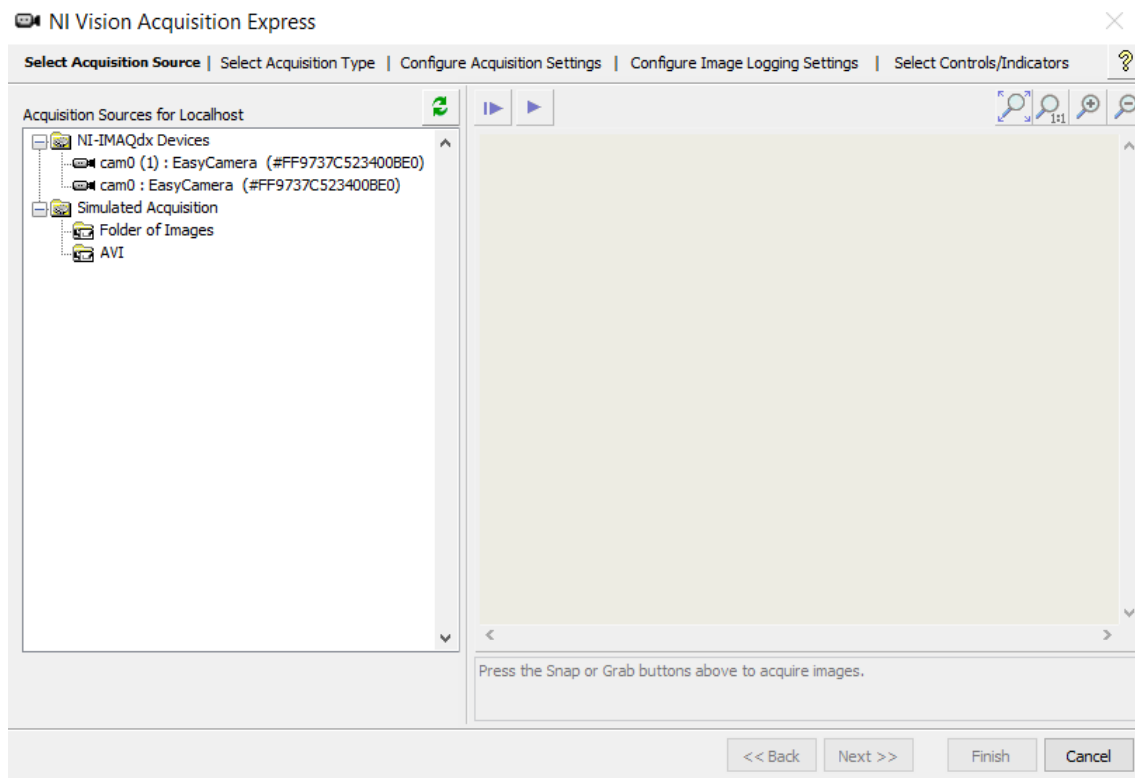 NI Vision Acquisition Express
Select Acquisition Source | Select Acquisition Type | Configure Acquisition Settings | Configure Image Logging Settings | Select Controls/Indicators
Acquisition Sources for Localhost
1:1
NI-IMAQdx Devices
cam0 (1) : EasyCamera (#FF9737C523400BE0)
cam0 : EasyCamera (#FF9737C523400BE0)
Simulated Acquisition
Folder of Images
AVI
Press the Snap or Grab buttons above to acquire images.
<< Back Next >> Finish Cancel